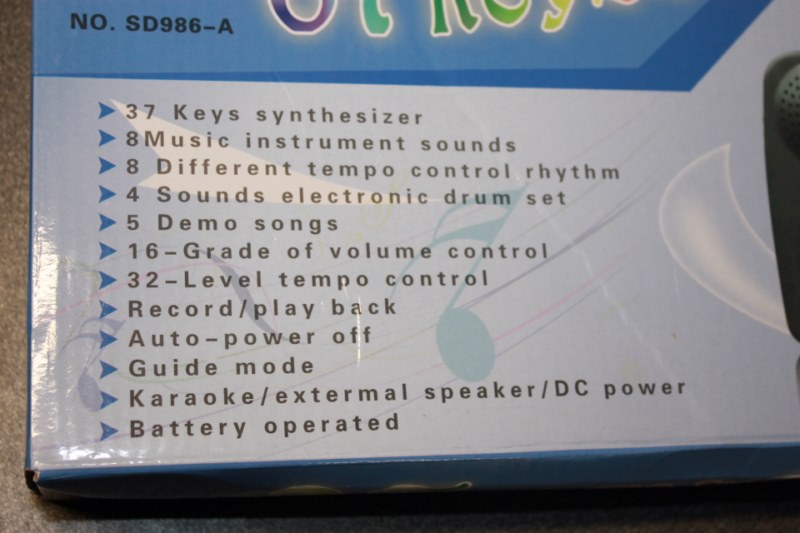 NO. SD986-A
37 Keys synthesizer
8Music instrument sounds
8 Different tempo control rhythm
4 Sounds electronic drum set
5 Demo songs
16-Grade of volume control
32-Level tempo control
Record/play back
Auto-power off
Guide mode
Karaoke/extermal speaker/DC power
Battery operated